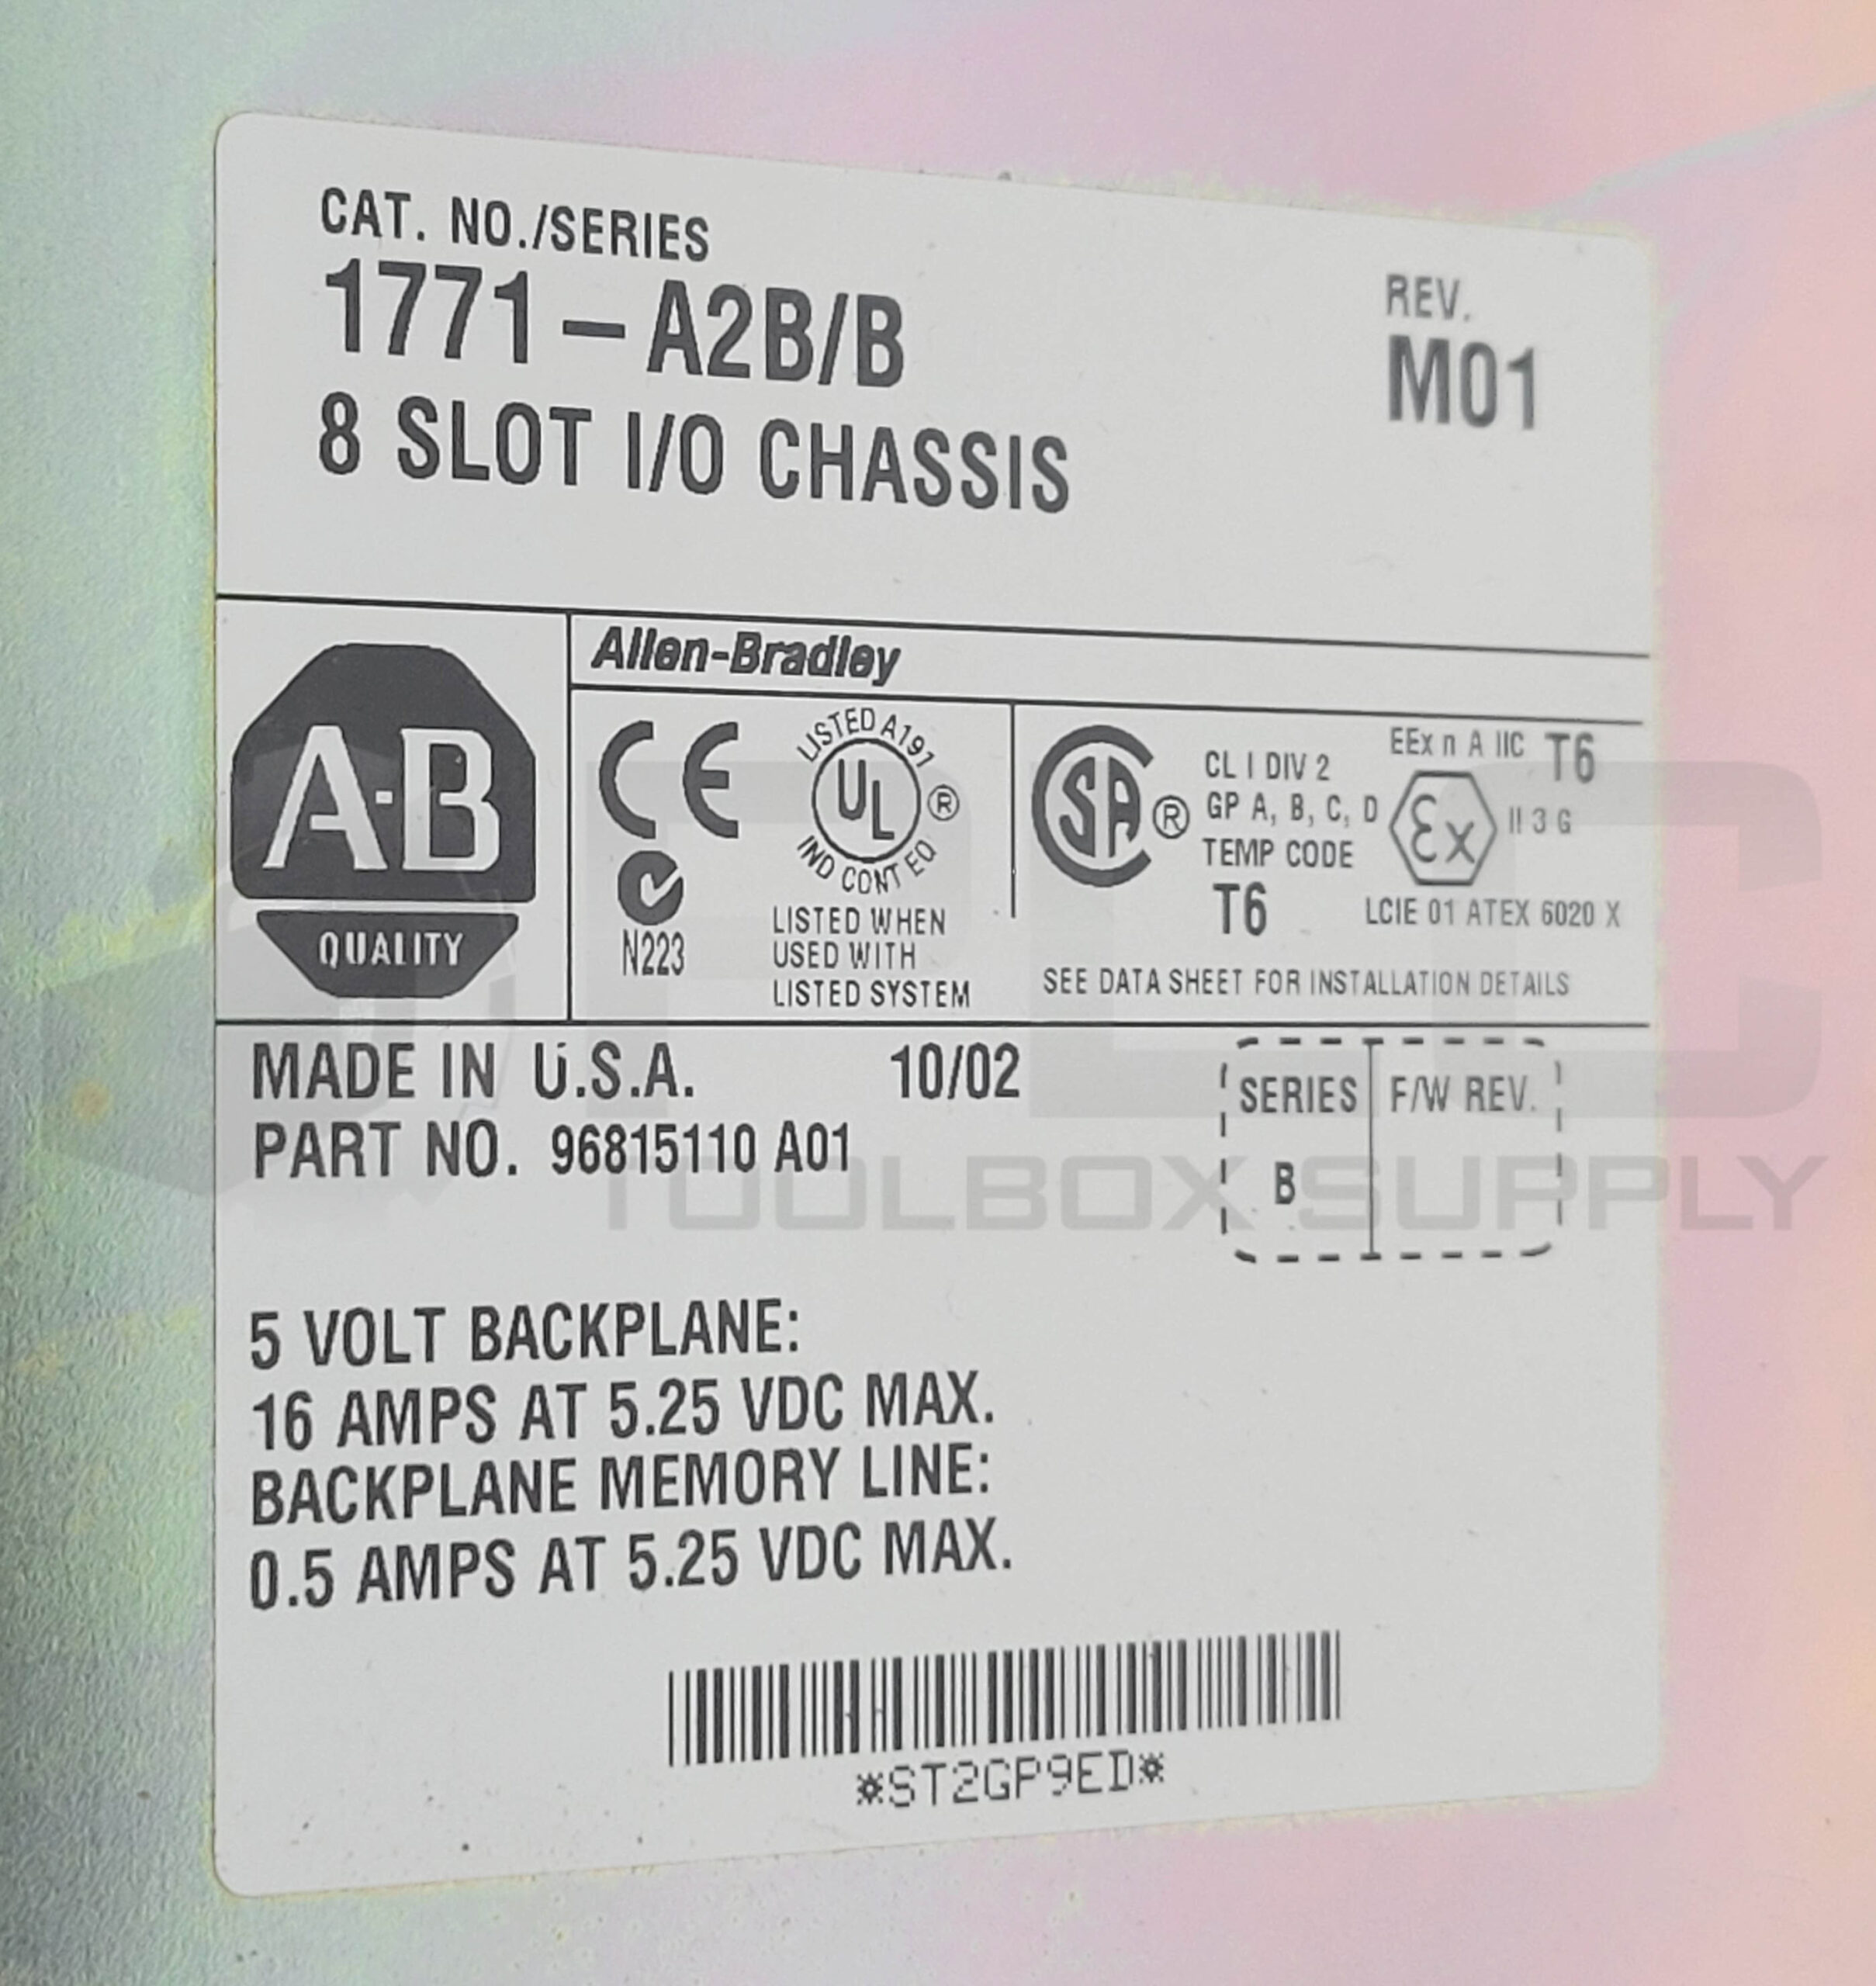 CAT. NO./SERIES
1771-A2B/B
8 SLOT I/O CHASSIS
REV.
M01
A-B
QUALITY
Allen-Bradley
CE
N223
LISTED A197
UL ®
IND CONT EQ
LISTED WHEN
USED WITH
LISTED SYSTEM
SA ®
CL I DIV 2
GP A, B, C, D
TEMP CODE
T6
EEx n A IIC T6
Ex II 3 G
LCIE 01 ATEX 6020 X
SEE DATA SHEET FOR INSTALLATION DETAILS
MADE IN U.S.A. 10/02
PART NO. 96815110 A01
SERIES F/W REV.
B
5 VOLT BACKPLANE:
16 AMPS AT 5.25 VDC MAX.
BACKPLANE MEMORY LINE:
0.5 AMPS AT 5.25 VDC MAX.
*ST2GP9ED*
PLC
TOOLBOX SUPPLY